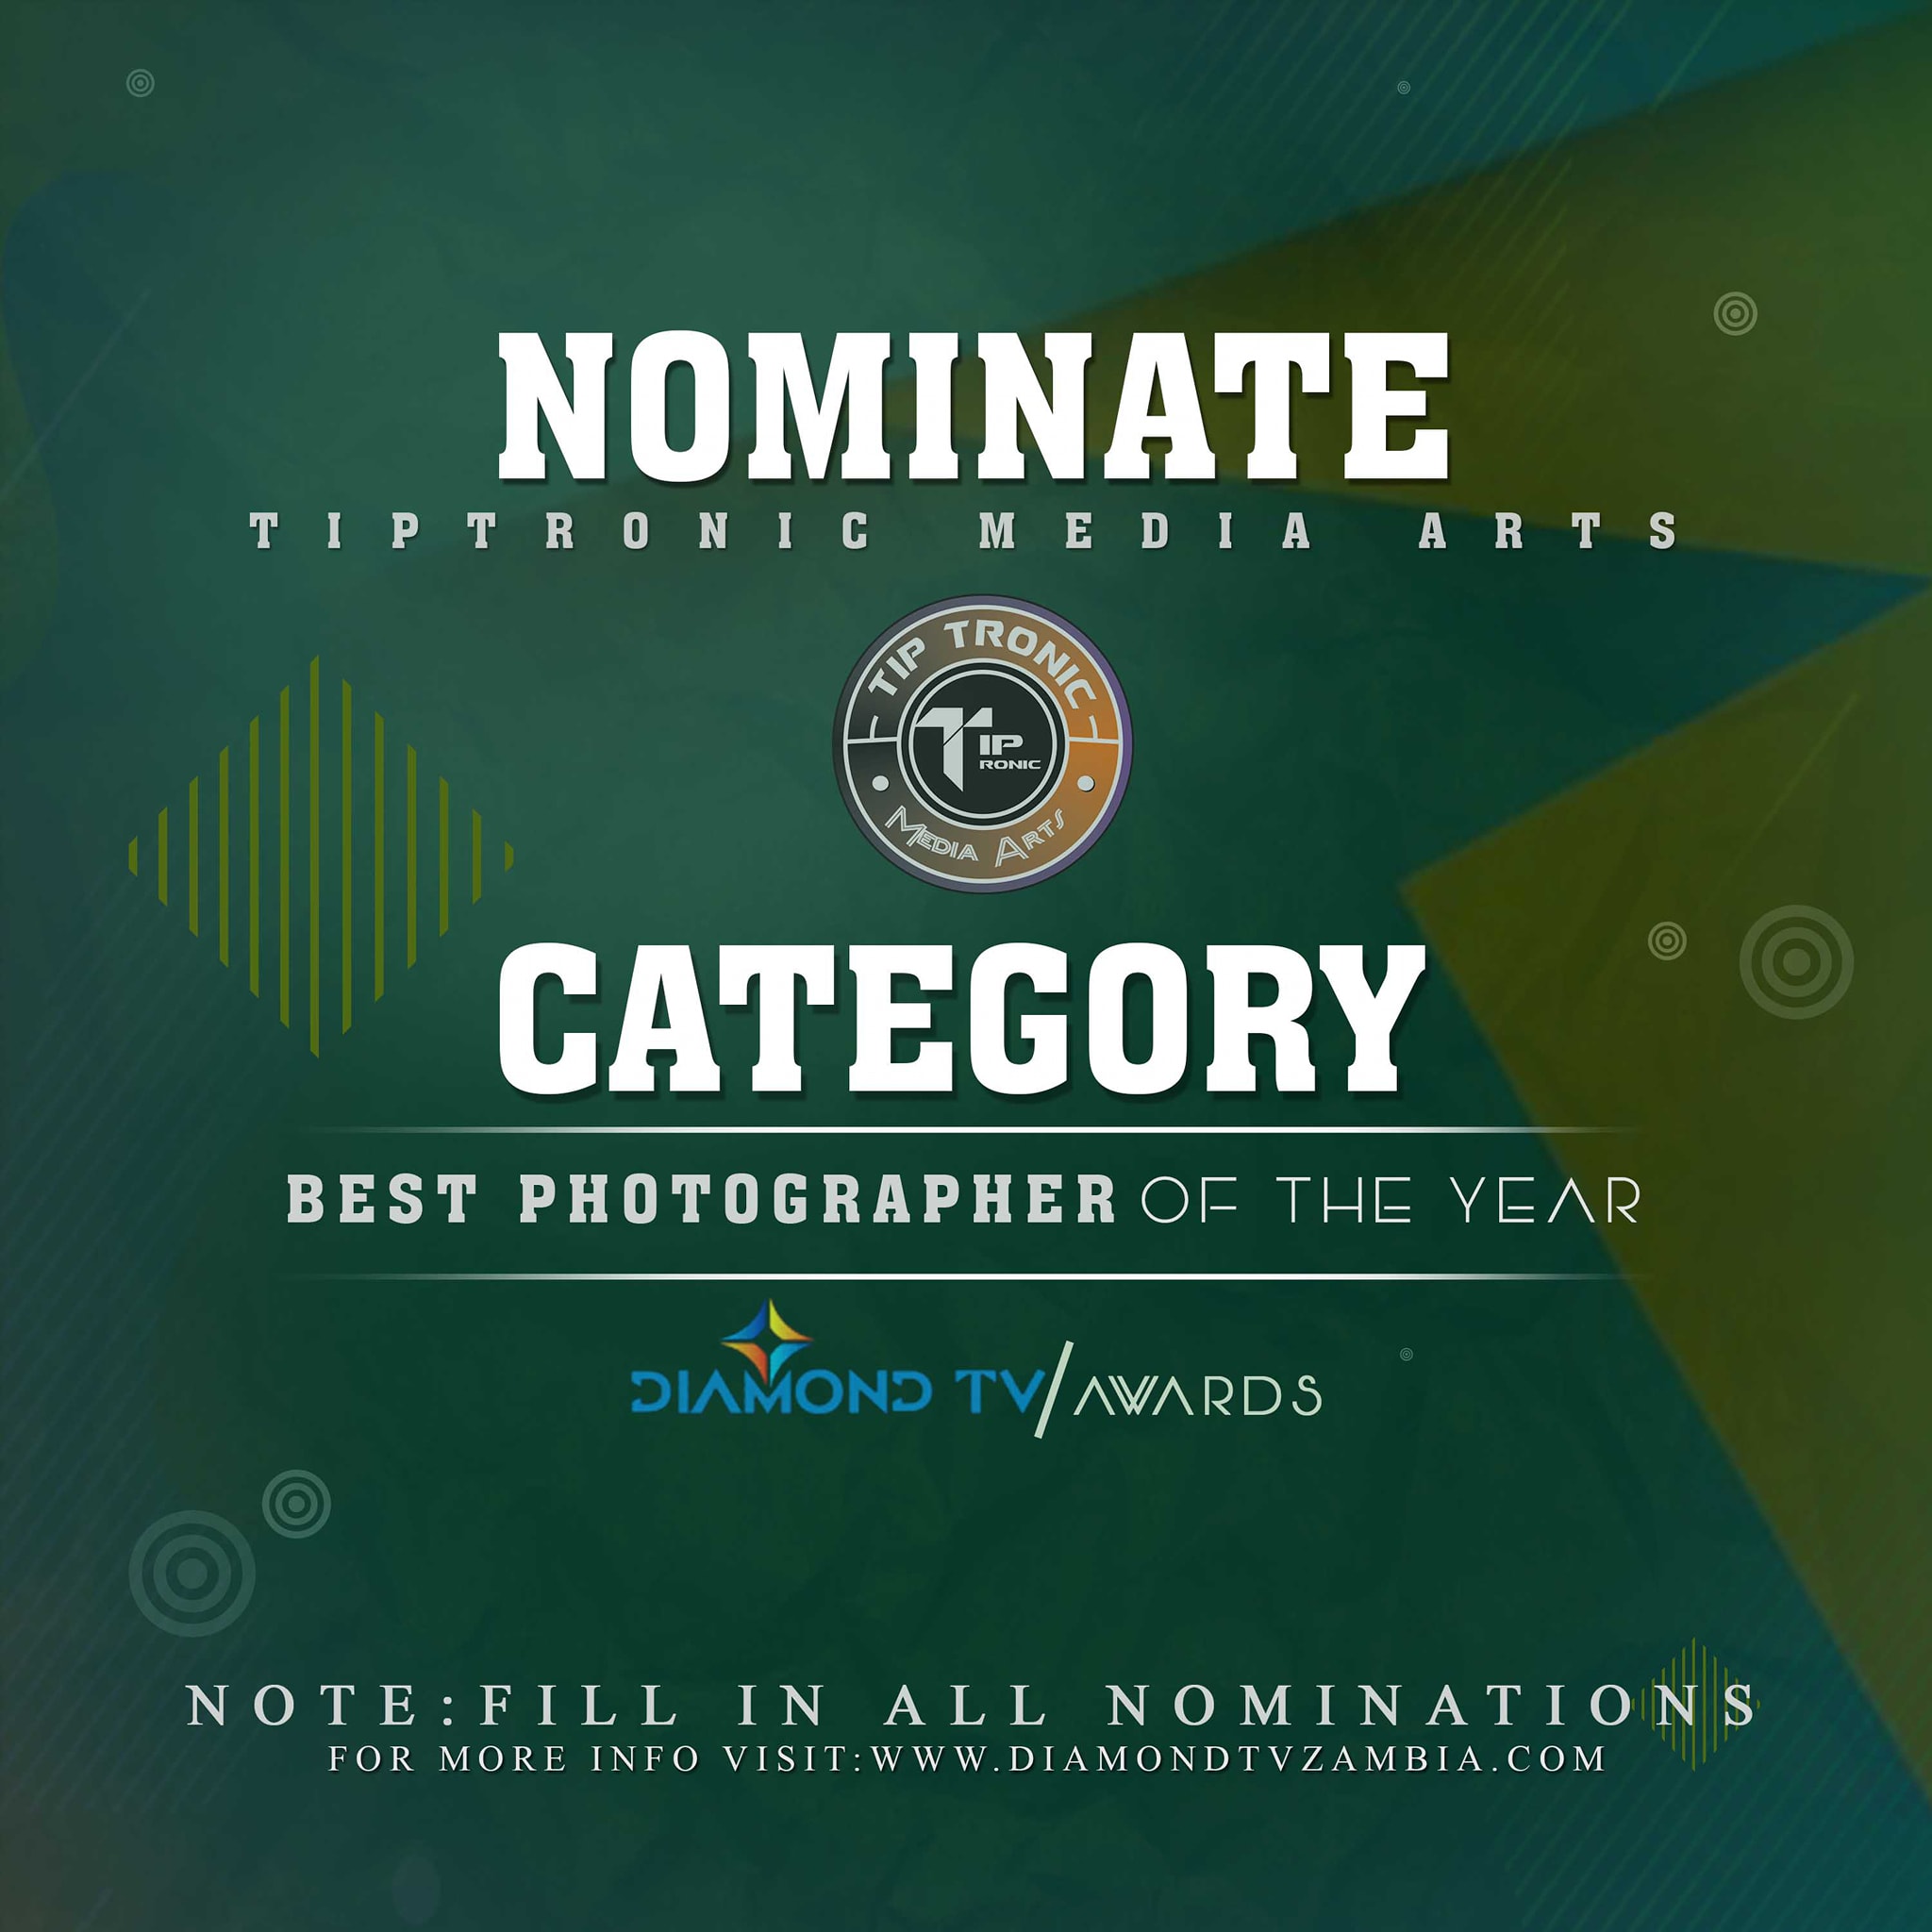 NOMINATE
TIPTRONIC MEDIA ARTS
TIP TRONIC
TIP
RONIC
MEDIA ARTS
CATEGORY
BEST PHOTOGRAPHER OF THE YEAR
DIAMOND TV/AWARDS
NOTE:FILL IN ALL NOMINATIONS
FOR MORE INFO VISIT:WWW.DIAMONDTVZAMBIA.COM